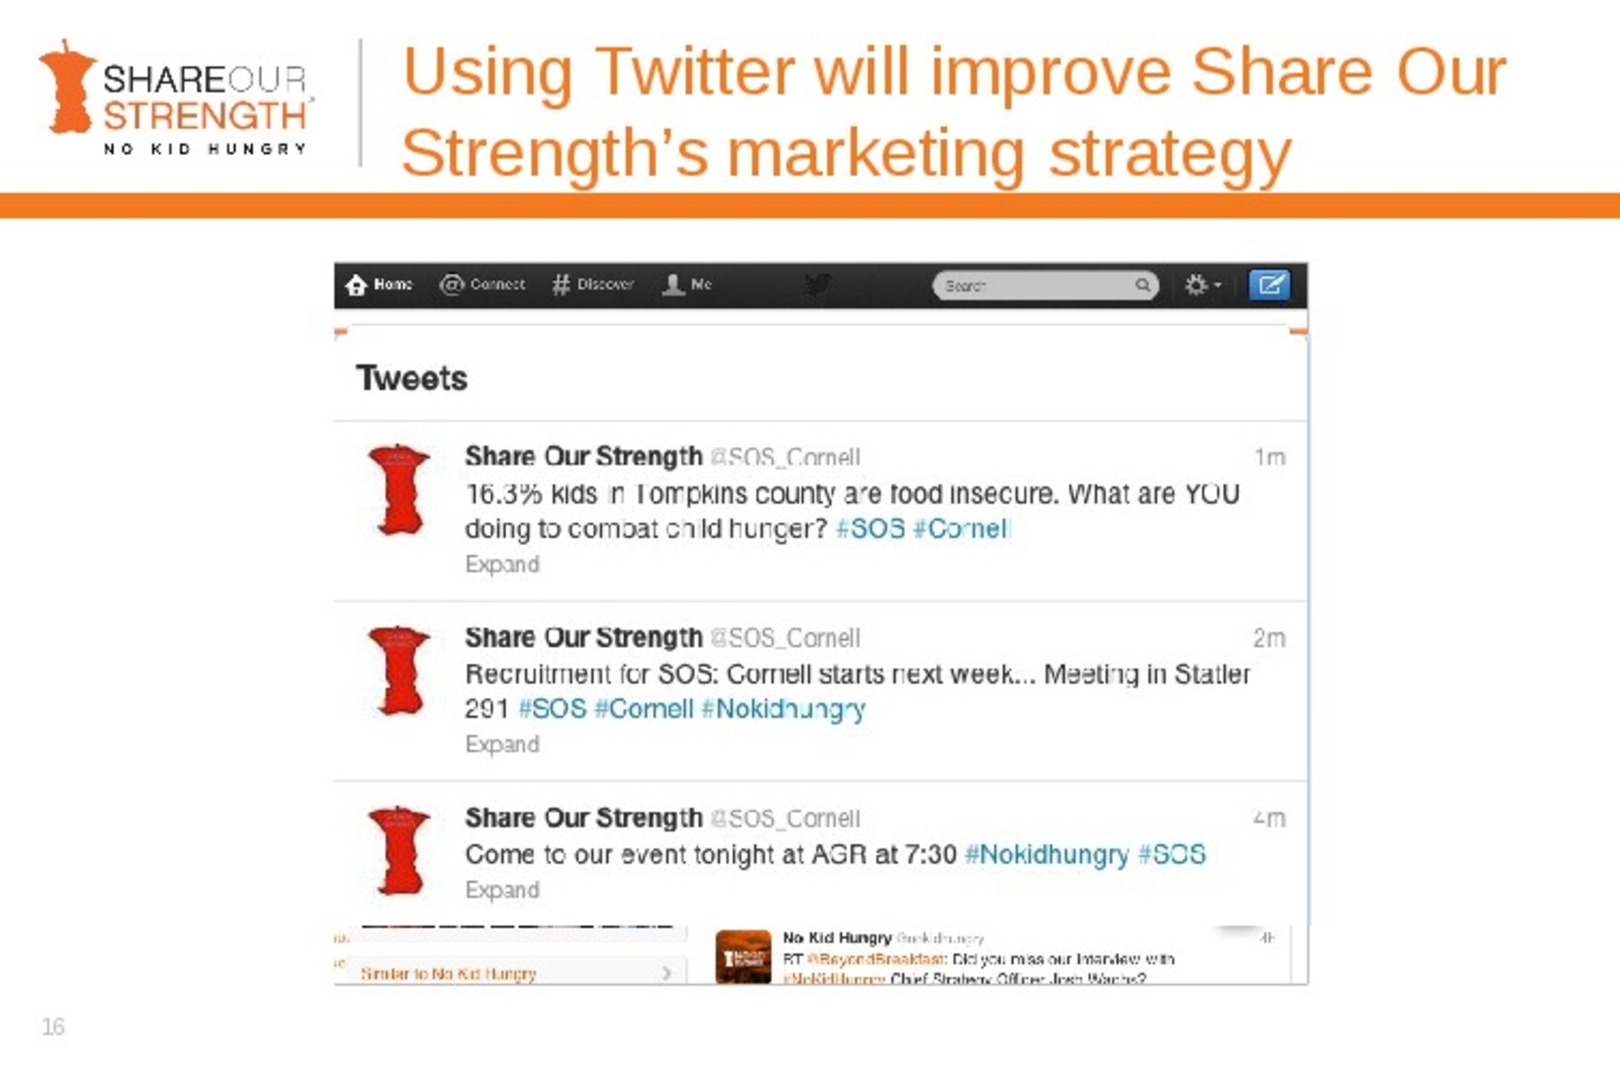 SHAREOUR
STRENGTH
NO KID HUNGRY
Using Twitter will improve Share Our
Strength’s marketing strategy
Home Connect Discover Me Search
Tweets
Share Our Strength @SOS_Cornell 1m
16.3% kids in Tompkins county are food insecure. What are YOU
doing to combat child hunger? #SOS #Cornell
Expand
Share Our Strength @SOS_Cornell 2m
Recruitment for SOS: Cornell starts next week... Meeting in Statler
291 #SOS #Cornell #Nokidhungry
Expand
Share Our Strength @SOS_Cornell 4m
Come to our event tonight at AGR at 7:30 #Nokidhungry #SOS
Expand
Similar to No Kid Hungry
No Kid Hungry @nokidhungry
RT @BeyondBreakfast: Did you miss our interview with
#NoKidHungry Chief Strategy Officer Josh Wachs?
16